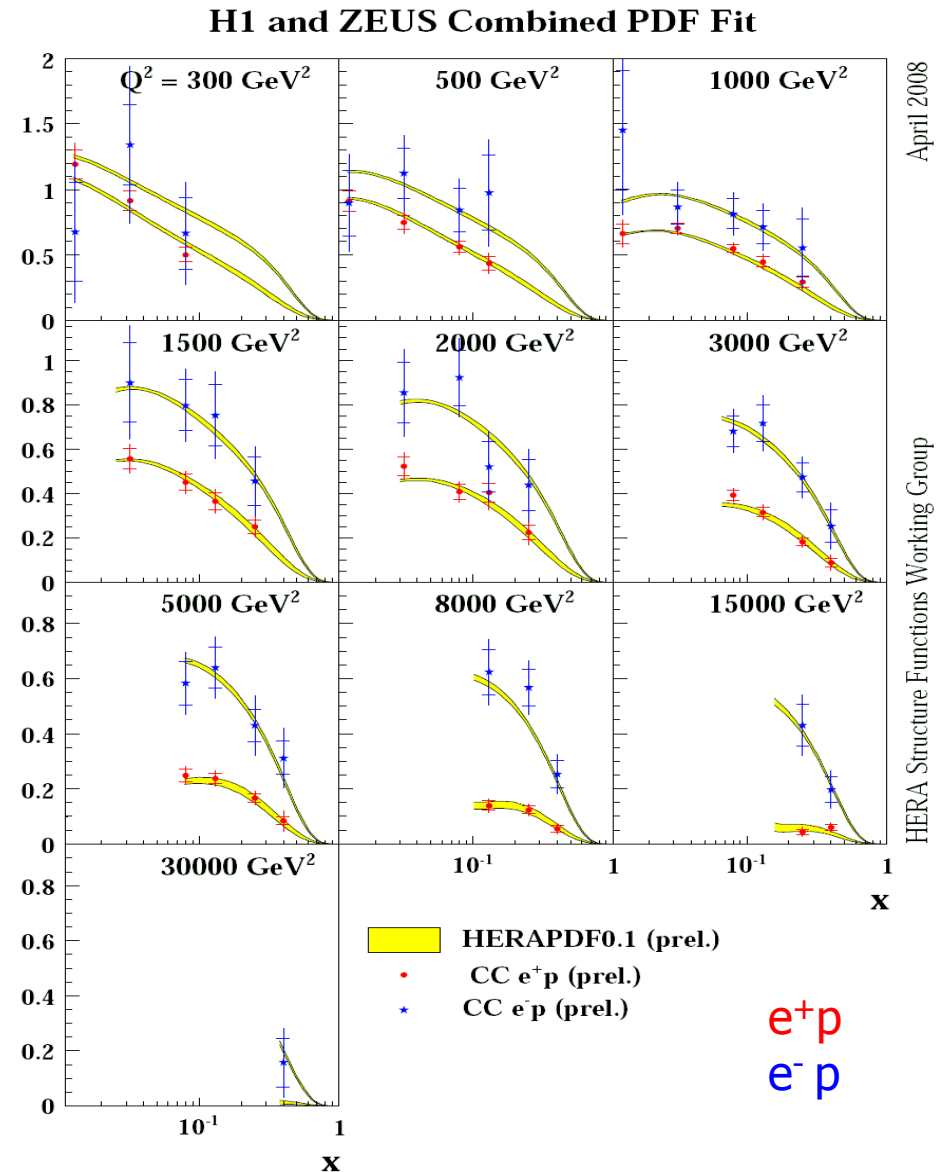 H1 and ZEUS Combined PDF Fit
April 2008
HERA Structure Functions Working Group
Q² = 300 GeV²
500 GeV²
1000 GeV²
2
1.5
1
0.5
0
1500 GeV²
2000 GeV²
3000 GeV²
1
0.8
0.6
0.4
0.2
0
5000 GeV²
8000 GeV²
15000 GeV²
0.8
0.6
0.4
0.2
0
10⁻¹
1
10⁻¹
1
x
30000 GeV²
0.8
0.6
0.4
0.2
0
10⁻¹
1
x
HERAPDF0.1 (prel.)
CC e⁺p (prel.)
CC e⁻p (prel.)
e⁺p
e⁻ p